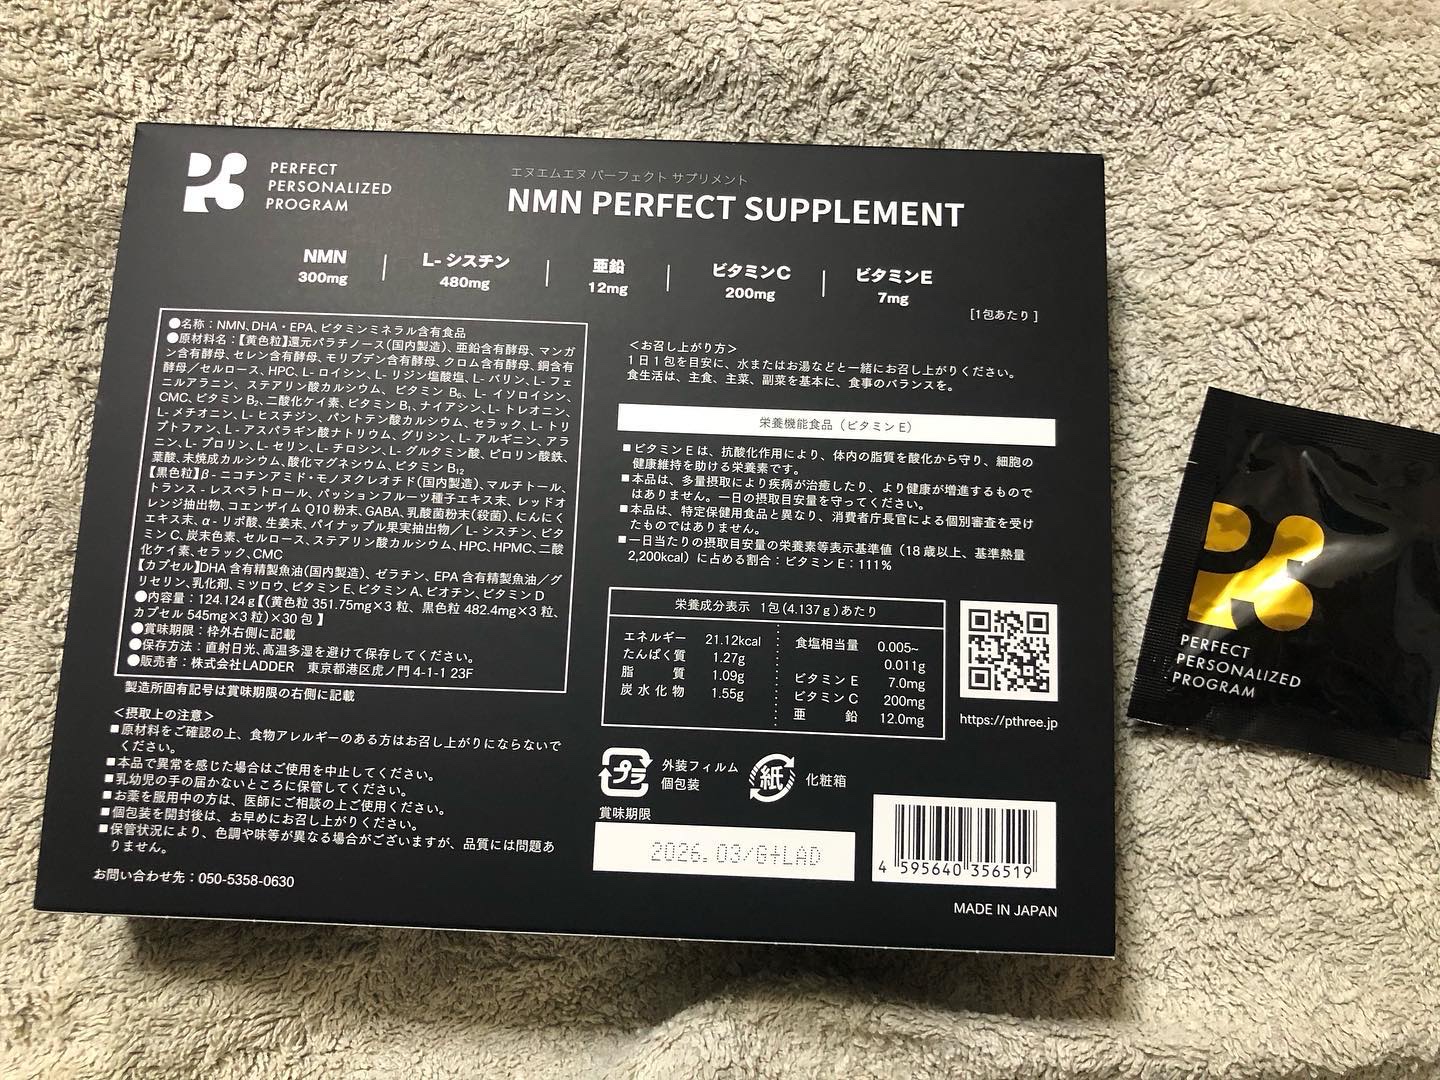 PERFECT
PERSONALIZED
PROGRAM
エヌエムエヌ パーフェクト サプリメント
NMN PERFECT SUPPLEMENT
NMN
300mg
L-シスチン
480mg
亜鉛
12mg
ビタミンC
200mg
ビタミンE
7mg
[1包あたり]
●名称：NMN、DHA・EPA、ビタミンミネラル含有食品
●原材料名：【黄色粒】還元パラチノース(国内製造)、亜鉛含有酵母、マンガ
ン含有酵母、セレン含有酵母、モリブデン含有酵母、クロム含有酵母、銅含有
酵母／セルロース、HPC、L-ロイシン、L-リジン塩酸塩、L-バリン、L-フェ
ニルアラニン、ステアリン酸カルシウム、ビタミンB₆、L-イソロイシン、
CMC、ビタミンB₂、二酸化ケイ素、ビタミンB₁、ナイアシン、L-トレオニン、
L-メチオニン、L-ヒスチジン、パントテン酸カルシウム、セラック、L-トリ
プトファン、L-アスパラギン酸ナトリウム、グリシン、L-アルギニン、アラ
ニン、L-プロリン、L-セリン、L-チロシン、L-グルタミン酸、ピロリン酸鉄、
葉酸、未焼成カルシウム、酸化マグネシウム、ビタミンB₁₂
【黒色粒】β-ニコチンアミド・モノヌクレオチド(国内製造)、マルチトール、
トランス-レスベラトロール、パッションフルーツ種子エキス末、レッドオ
レンジ抽出物、コエンザイムQ10粉末、GABA、乳酸菌粉末(殺菌)、にんにく
エキス末、α-リポ酸、生姜末、パイナップル果実抽出物／L-シスチン、ビタ
ミンC、炭末色素、セルロース、ステアリン酸カルシウム、HPC、HPMC、二酸
化ケイ素、セラック、CMC
【カプセル】DHA含有精製魚油(国内製造)、ゼラチン、EPA含有精製魚油／グ
リセリン、乳化剤、ミツロウ、ビタミンE、ビタミンA、ビオチン、ビタミンD
●内容量：124.124g【(黄色粒 351.75mg×3粒、黒色粒 482.4mg×3粒、
カプセル 545mg×3粒)×30包】
●賞味期限：枠外右側に記載
●保存方法：直射日光、高温多湿を避けて保存してください。
●販売者：株式会社LADDER 東京都港区虎ノ門 4-1-1 23F
製造所固有記号は賞味期限の右側に記載
＜摂取上の注意＞
■原材料をご確認の上、食物アレルギーのある方はお召し上がりにならないで
ください。
■本品で異常を感じた場合はご使用を中止してください。
■乳幼児の手の届かないところに保管してください。
■お薬を服用中の方は、医師にご相談の上ご使用ください。
■個包装を開封後は、お早めにお召し上がりください。
■保管状況により、色調や味等が異なる場合がございますが、品質には問題あ
りません。
お問い合わせ先：050-5358-0630
＜お召し上がり方＞
1日1包を目安に、水またはお湯などと一緒にお召し上がりください。
食生活は、主食、主菜、副菜を基本に、食事のバランスを。
栄養機能食品（ビタミンE）
■ビタミンEは、抗酸化作用により、体内の脂質を酸化から守り、細胞の
健康維持を助ける栄養素です。
■本品は、多量摂取により疾病が治癒したり、より健康が増進するもので
はありません。一日の摂取目安量を守ってください。
■本品は、特定保健用食品と異なり、消費者庁長官による個別審査を受け
たものではありません。
■一日当たりの摂取目安量の栄養素等表示基準値（18歳以上、基準熱量
2,200kcal）に占める割合：ビタミンE：111%
栄養成分表示 1包(4.137g)あたり
エネルギー 21.12kcal
たんぱく質 1.27g
脂質 1.09g
炭水化物 1.55g
食塩相当量 0.005~
0.011g
ビタミンE 7.0mg
ビタミンC 200mg
亜鉛 12.0mg
https://pthree.jp
プラ
外装フィルム
個包装
紙
化粧箱
賞味期限
2026.03/G+LAD
4 595640 356519
MADE IN JAPAN
PERFECT
PERSONALIZED
PROGRAM